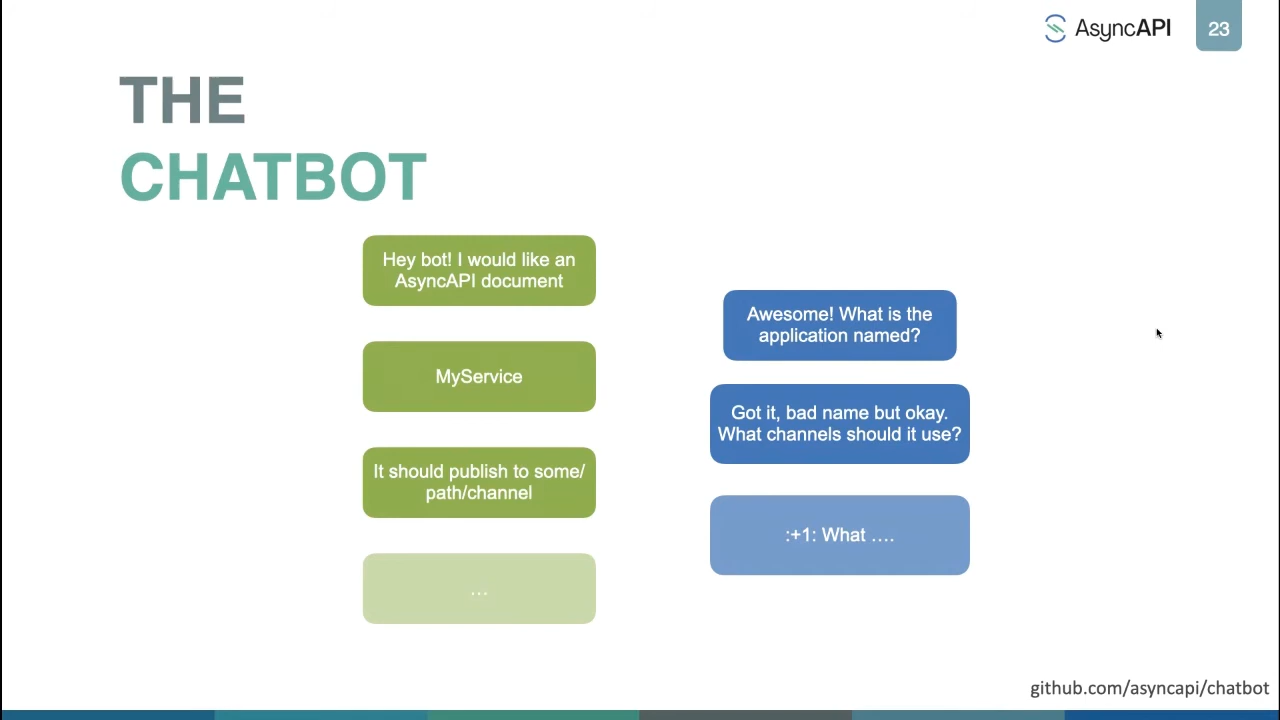 AsyncAPI
23
THE
CHATBOT
Hey bot! I would like an
AsyncAPI document
Awesome! What is the
application named?
MyService
Got it, bad name but okay.
What channels should it use?
It should publish to some/
path/channel
:+1: What ....
...
github.com/asyncapi/chatbot